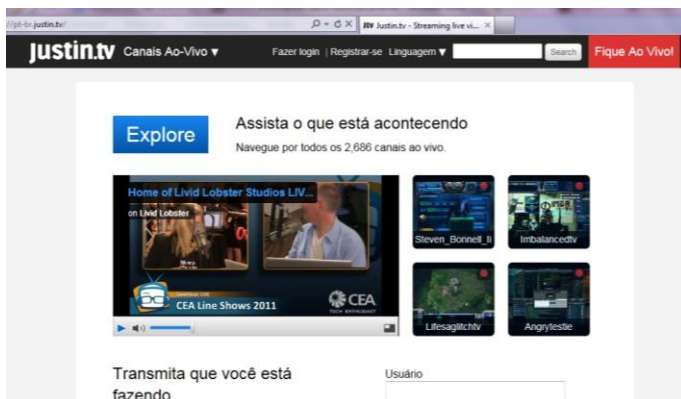 //pt-br.justin.tv/
Justin.tv - Streaming live vi...
Justin.tv Canais Ao-Vivo ▼ Fazer login | Registrar-se Linguagem ▼ Search Fique Ao Vivo!
Explore
Assista o que está acontecendo
Navegue por todos os 2,686 canais ao vivo.
Home of Livid Lobster Studios LIV...
on Livid Lobster
CEA Line Shows 2011
CEA
TECH ENTHUSIAST
Steven_Bonnell_Ii
Imbalancedtv
Lifesaglitchtv
Angrytestie
Transmita que você está
fazendo
Usuário